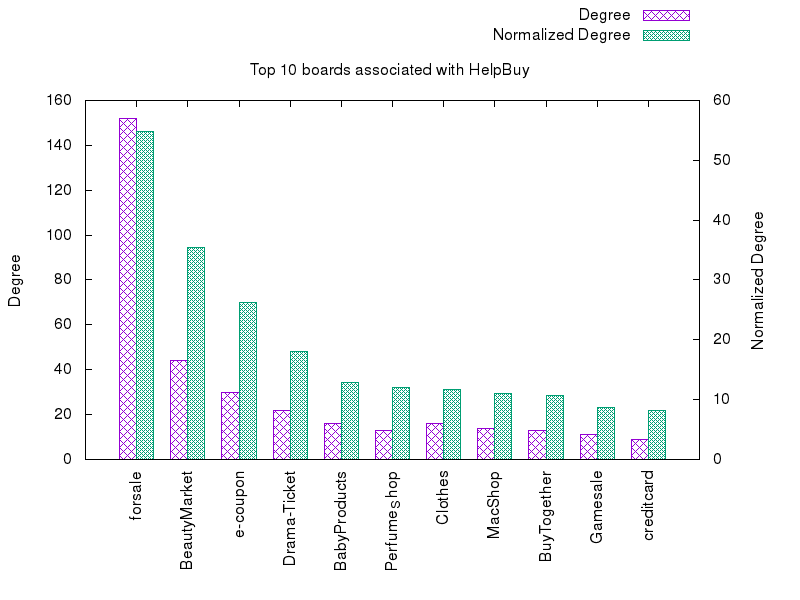 Degree
Normalized Degree
Top 10 boards associated with HelpBuy
160
140
120
100
80
60
40
20
0
Degree
60
50
40
30
20
10
0
Normalized Degree
forsale
BeautyMarket
e-coupon
Drama-Ticket
BabyProducts
Perfumeshop
Clothes
MacShop
BuyTogether
Gamesale
creditcard